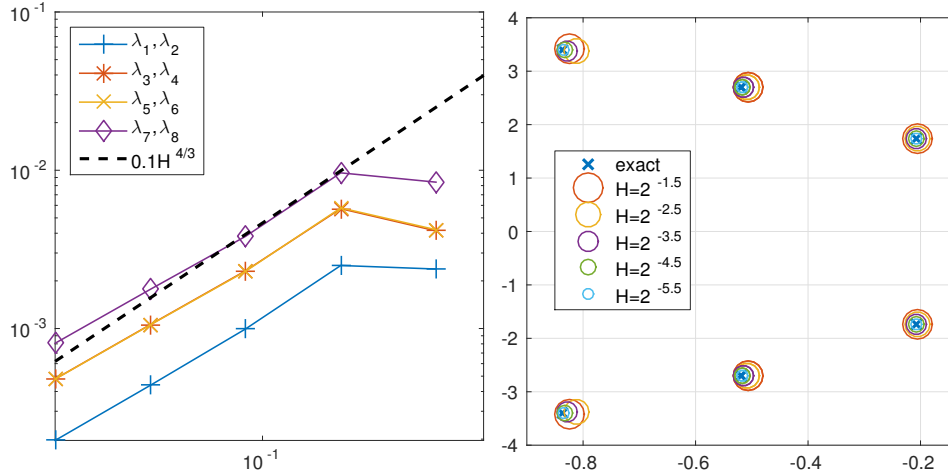 10⁻¹
10⁻²
10⁻³
λ₁, λ₂
λ₃, λ₄
λ₅, λ₆
λ₇, λ₈
0.1H ⁴/³
10⁻¹
4
3
2
1
0
-1
-2
-3
-4
exact
H=2 ⁻¹·⁵
H=2 ⁻²·⁵
H=2 ⁻³·⁵
H=2 ⁻⁴·⁵
H=2 ⁻⁵·⁵
-0.8
-0.6
-0.4
-0.2